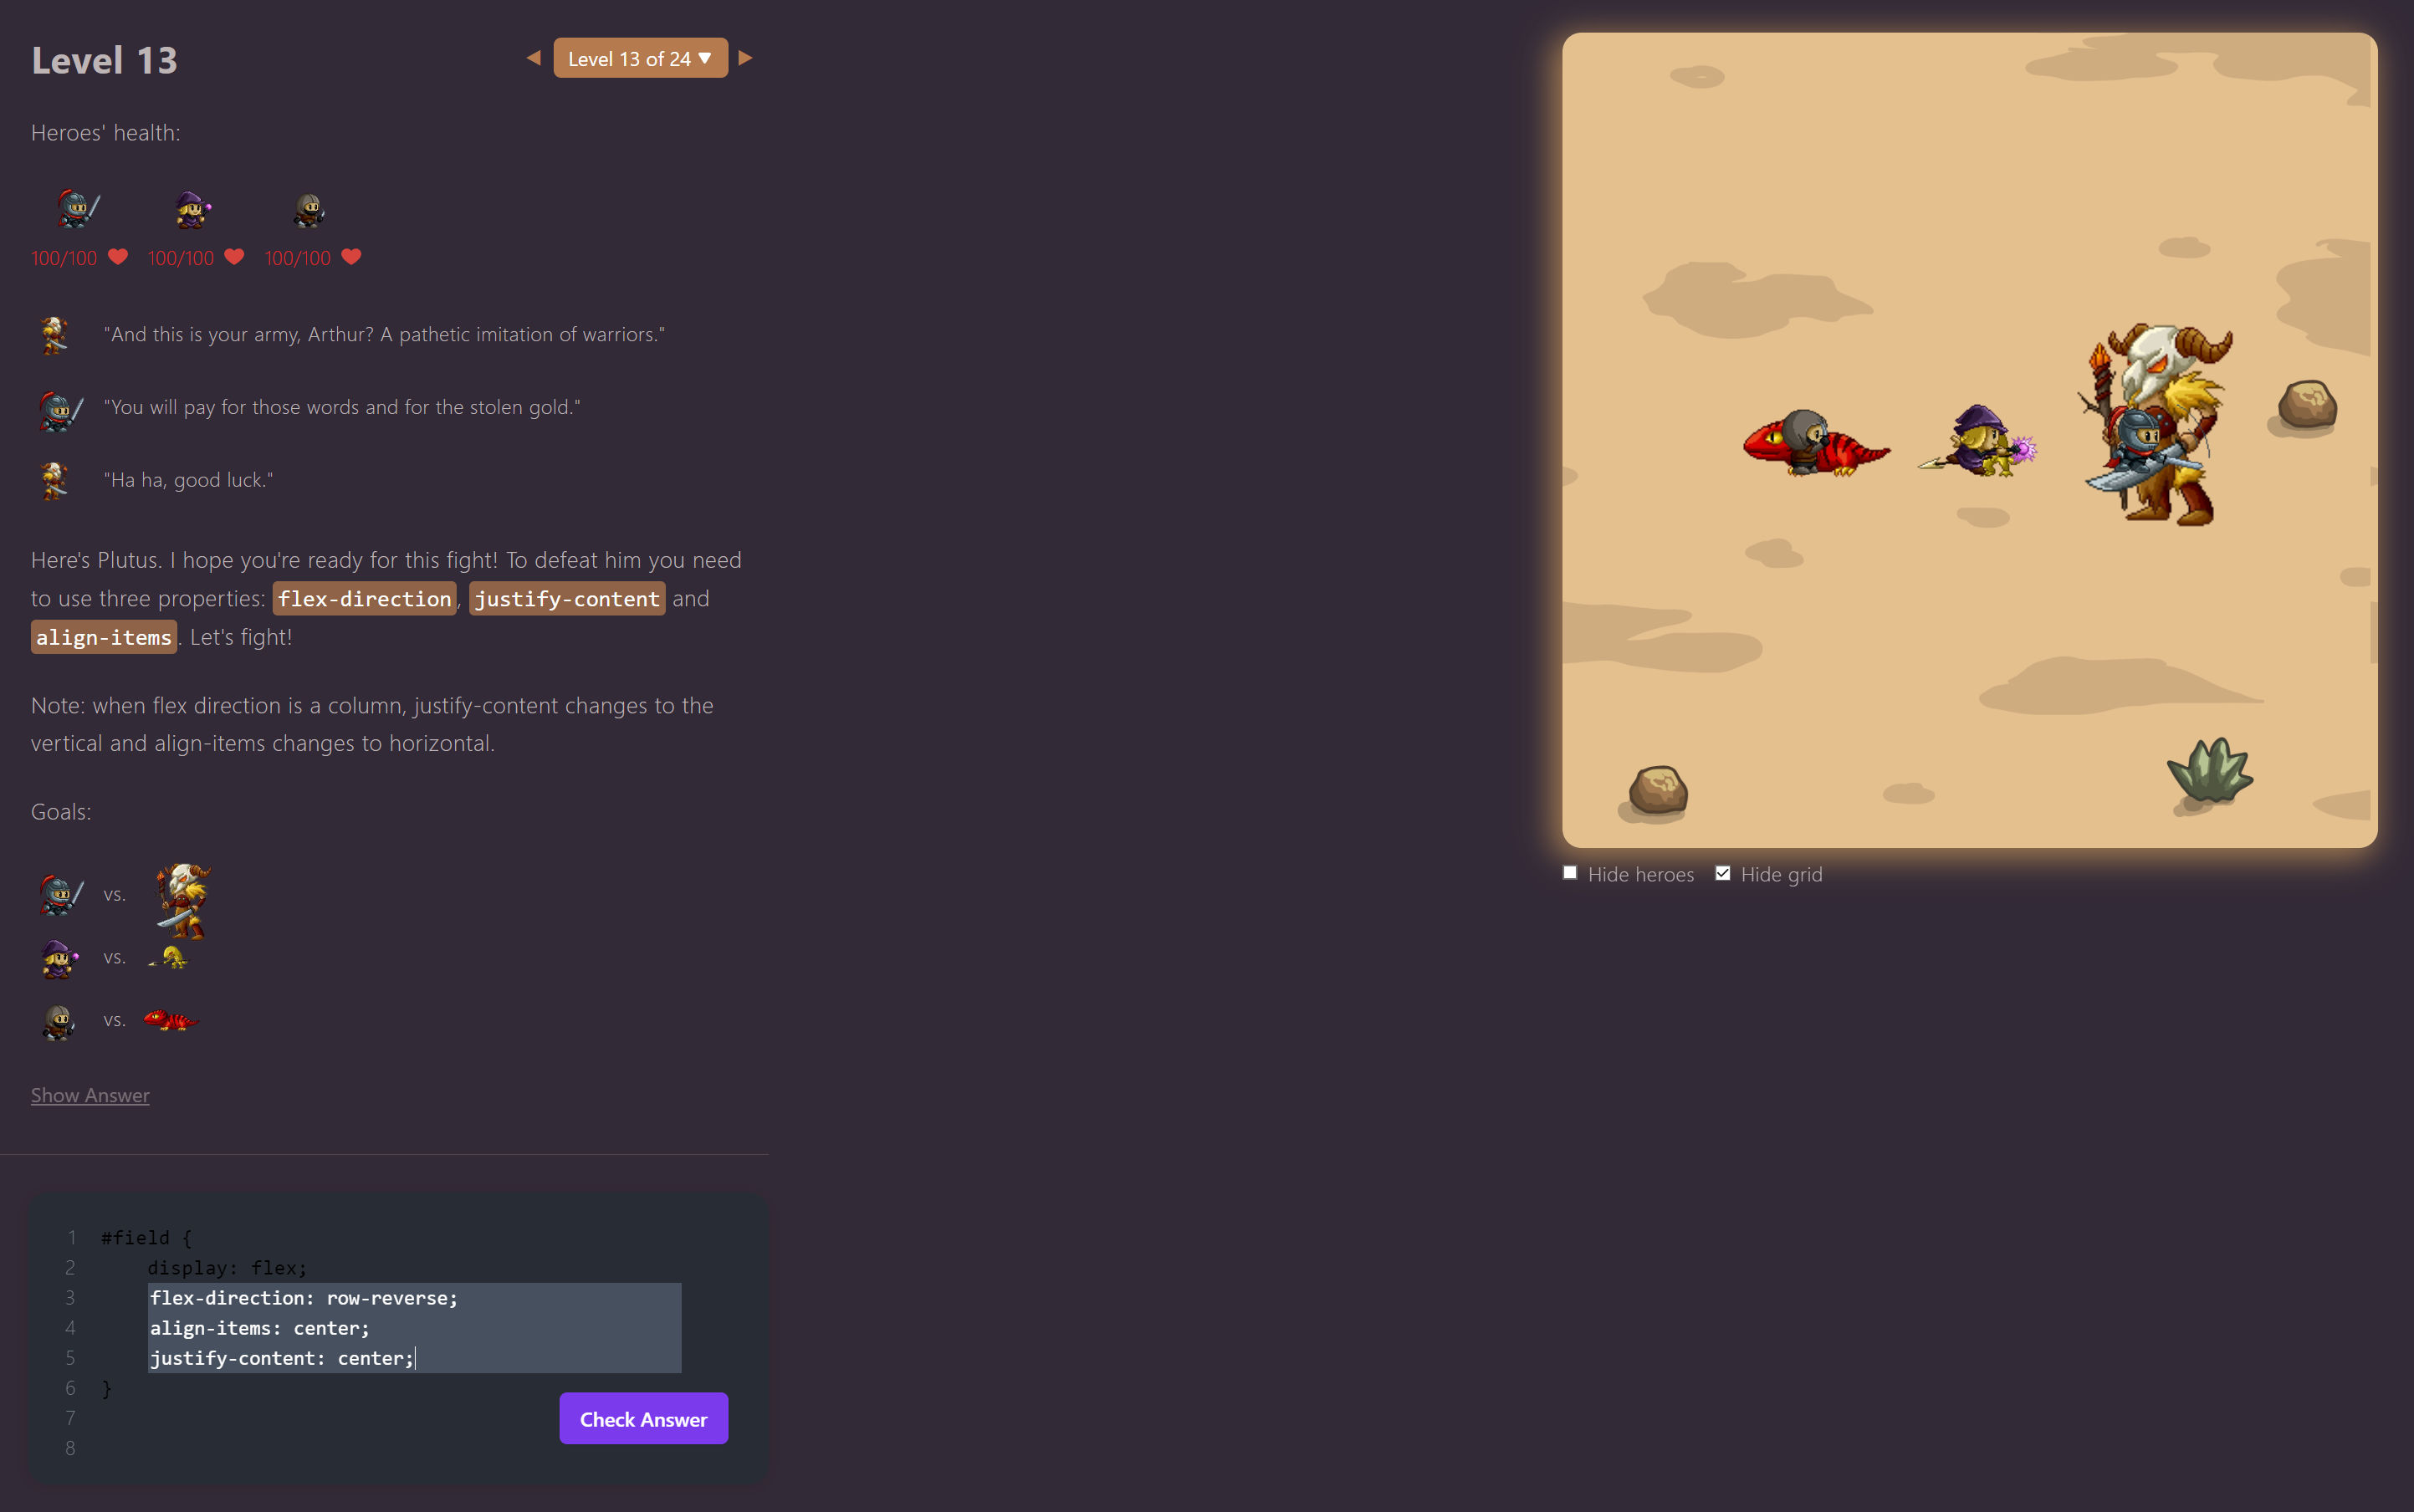 Level 13
Level 13 of 24 ▼
Heroes' health:
100/100 100/100 100/100
"And this is your army, Arthur? A pathetic imitation of warriors."
"You will pay for those words and for the stolen gold."
"Ha ha, good luck."
Here's Plutus. I hope you're ready for this fight! To defeat him you need
to use three properties: flex-direction, justify-content and
align-items. Let's fight!
Note: when flex direction is a column, justify-content changes to the
vertical and align-items changes to horizontal.
Goals:
vs.
vs.
vs.
Show Answer
1 #field {
2 display: flex;
3 flex-direction: row-reverse;
4 align-items: center;
5 justify-content: center;
6 }
7
8
Check Answer
Hide heroes Hide grid